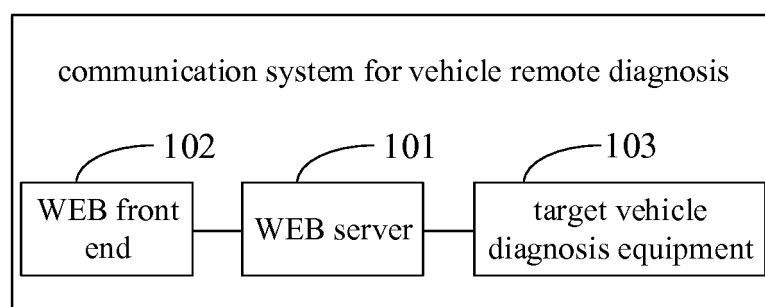 communication system for vehicle remote diagnosis
102
101
103
WEB front
end
WEB server
target vehicle
diagnosis equipment